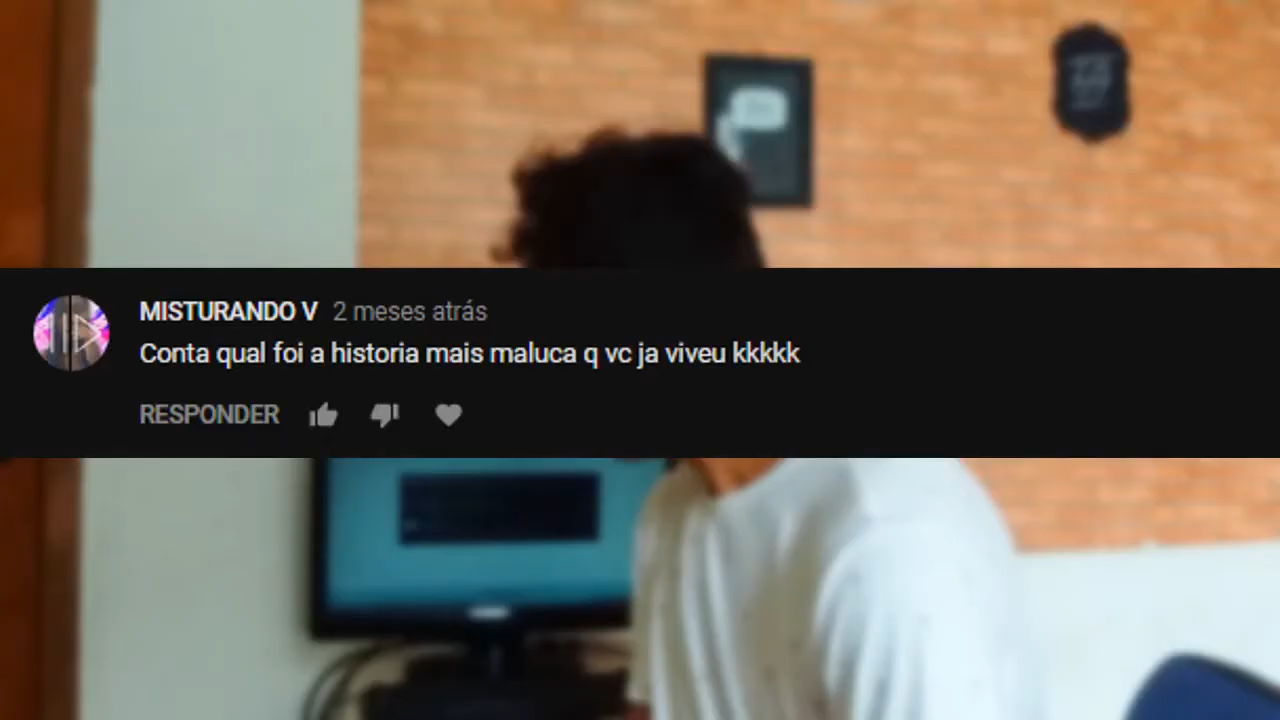 MISTURANDO V 2 meses atrás
Conta qual foi a historia mais maluca q vc ja viveu kkkkk
RESPONDER